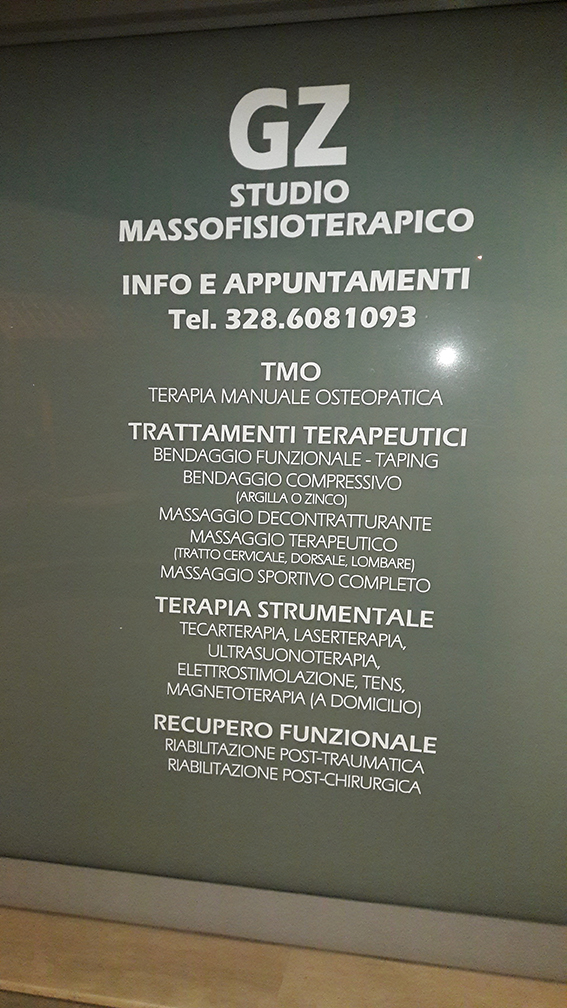 GZ
STUDIO
MASSOFISIOTERAPICO
INFO E APPUNTAMENTI
Tel. 328.6081093
TMO
TERAPIA MANUALE OSTEOPATICA
TRATTAMENTI TERAPEUTICI
BENDAGGIO FUNZIONALE - TAPING
BENDAGGIO COMPRESSIVO
(ARGILLA O ZINCO)
MASSAGGIO DECONTRATTURANTE
MASSAGGIO TERAPEUTICO
(TRATTO CERVICALE, DORSALE, LOMBARE)
MASSAGGIO SPORTIVO COMPLETO
TERAPIA STRUMENTALE
TECARTERAPIA, LASERTERAPIA,
ULTRASUONOTERAPIA,
ELETTROSTIMOLAZIONE, TENS,
MAGNETOTERAPIA (A DOMICILIO)
RECUPERO FUNZIONALE
RIABILITAZIONE POST-TRAUMATICA
RIABILITAZIONE POST-CHIRURGICA